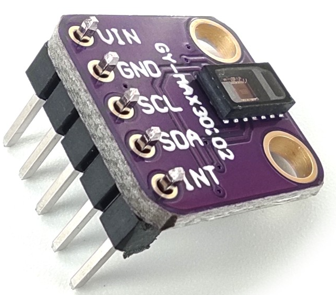 VIN
GND
SCL
SDA
INT
GY-MAX30102